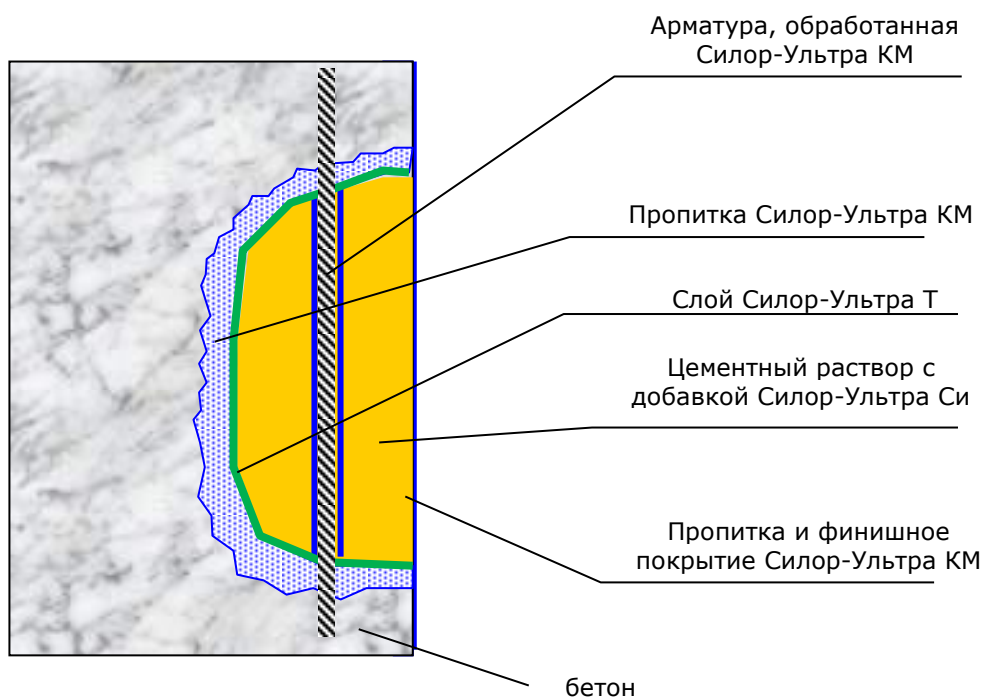 Арматура, обработанная
Силор-Ультра КМ
Пропитка Силор-Ультра КМ
Слой Силор-Ультра Т
Цементный раствор с
добавкой Силор-Ультра Си
Пропитка и финишное
покрытие Силор-Ультра КМ
бетон